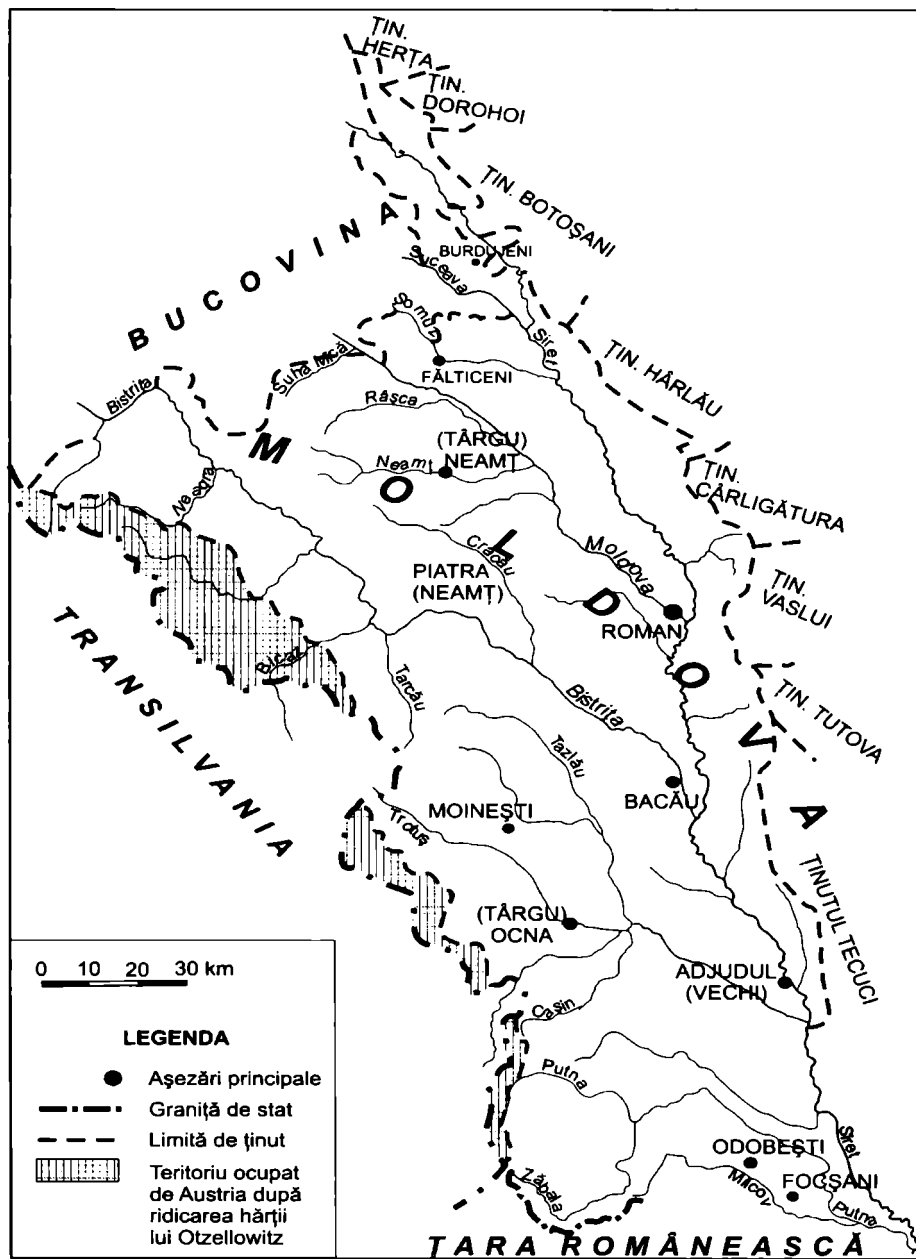 ȚIN.
HERȚA
ȚIN.
DOROHOI
ȚIN. BOTOȘANI
BUCOVINA
BURDUJENI
Suceava
Șomuz
Siret
ȚIN. HÂRLĂU
FĂLTICENI
Suha Mică
Bistrița
Râșca
(TÂRGU)
NEAMȚ
Neamț
Neagra
ȚIN.
CÂRLIGĂTURA
MOLDOVA
Cracău
Moldova
PIATRA
(NEAMȚ)
ROMAN
ȚIN.
VASLUI
TRANSILVANIA
Bicaz
Tarcău
Bistrița
ȚIN. TUTOVA
Tazlău
BACĂU
MOINEȘTI
Trotuș
ȚINUTUL TECUCI
(TÂRGU)
OCNA
ADJUDUL
(VECHI)
Cașin
Putna
Siret
ODOBEȘTI
FOCȘANI
Milcov
Putna
Zăbala
ȚARA ROMÂNEASCĂ
0 10 20 30 km
LEGENDA
Așezări principale
Graniță de stat
Limită de ținut
Teritoriu ocupat
de Austria după
ridicarea hărții
lui Otzellowitz